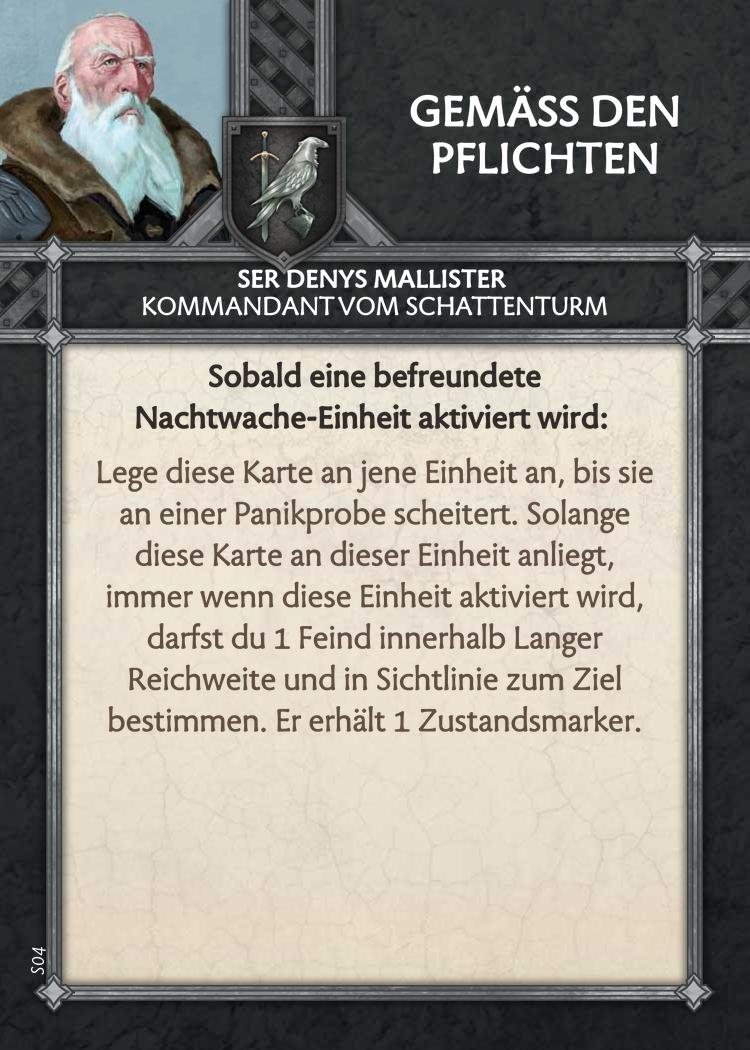 GEMÄSS DEN
PFLICHTEN
SER DENYS MALLISTER
KOMMANDANT VOM SCHATTENTURM
Sobald eine befreundete
Nachtwache-Einheit aktiviert wird:
Lege diese Karte an jene Einheit an, bis sie
an einer Panikprobe scheitert. Solange
diese Karte an dieser Einheit anliegt,
immer wenn diese Einheit aktiviert wird,
darfst du 1 Feind innerhalb Langer
Reichweite und in Sichtlinie zum Ziel
bestimmen. Er erhält 1 Zustandsmarker.
S04